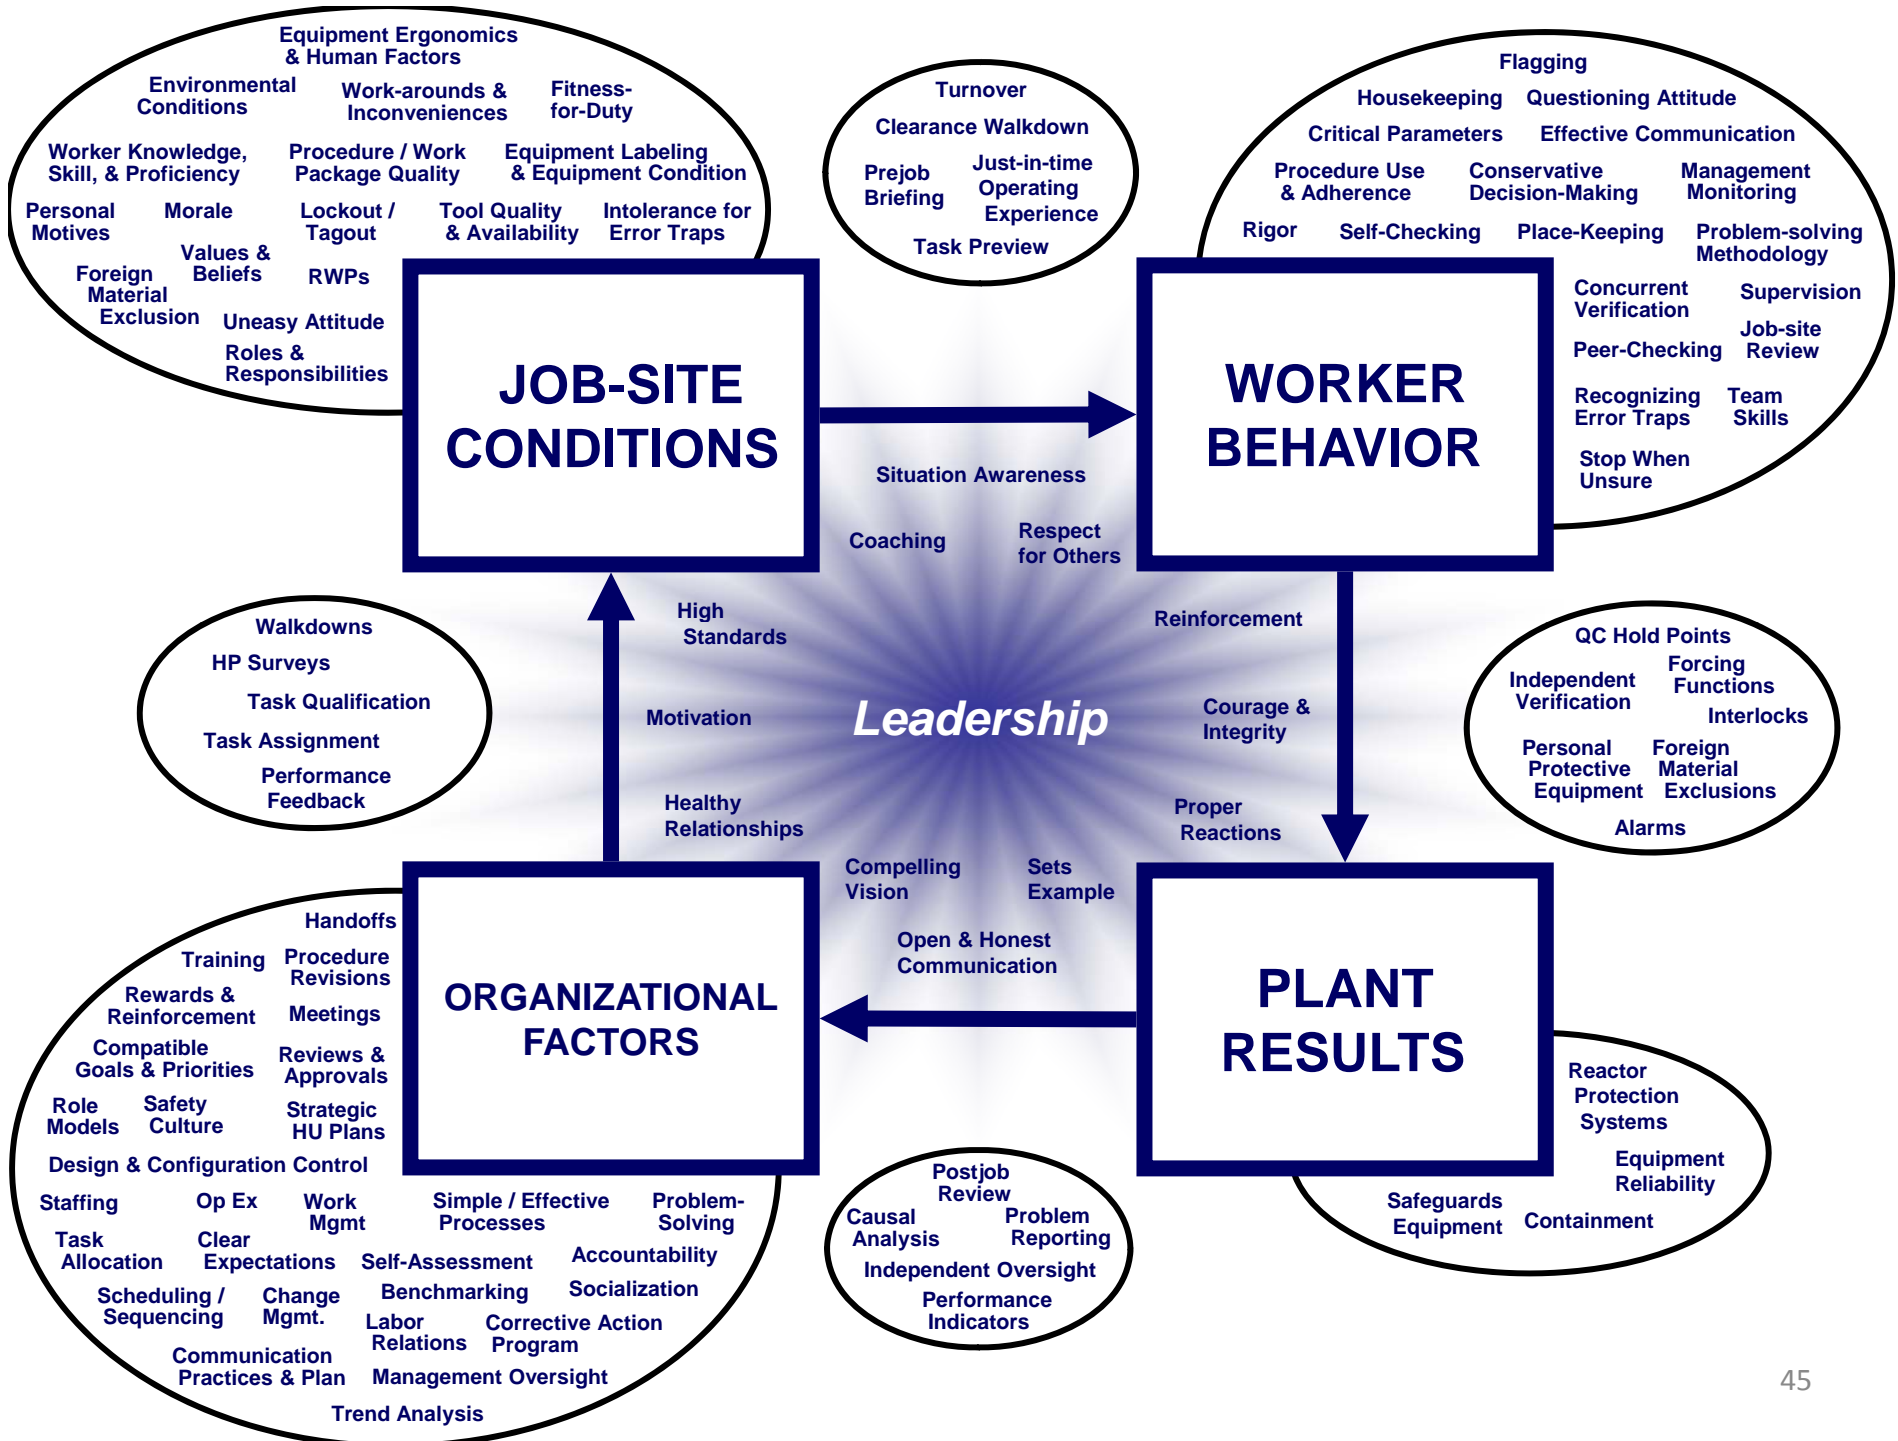 Equipment Ergonomics
& Human Factors
Environmental
Conditions
Work-arounds &
Inconveniences
Fitness-
for-Duty
Worker Knowledge,
Skill, & Proficiency
Procedure / Work
Package Quality
Equipment Labeling
& Equipment Condition
Personal
Motives
Morale
Lockout /
Tagout
Tool Quality
& Availability
Intolerance for
Error Traps
Values &
Beliefs
Foreign
Material
Exclusion
RWPs
Uneasy Attitude
Roles &
Responsibilities
JOB-SITE
CONDITIONS
Turnover
Clearance Walkdown
Prejob
Briefing
Just-in-time
Operating
Experience
Task Preview
Flagging
Housekeeping
Questioning Attitude
Critical Parameters
Effective Communication
Procedure Use
& Adherence
Conservative
Decision-Making
Management
Monitoring
Rigor
Self-Checking
Place-Keeping
Problem-solving
Methodology
Concurrent
Verification
Supervision
Peer-Checking
Job-site
Review
Recognizing
Error Traps
Team
Skills
Stop When
Unsure
WORKER
BEHAVIOR
Situation Awareness
Coaching
Respect
for Others
High
Standards
Reinforcement
Motivation
Leadership
Courage &
Integrity
Healthy
Relationships
Proper
Reactions
Compelling
Vision
Sets
Example
Open & Honest
Communication
Walkdowns
HP Surveys
Task Qualification
Task Assignment
Performance
Feedback
QC Hold Points
Independent
Verification
Forcing
Functions
Interlocks
Personal
Protective
Equipment
Foreign
Material
Exclusions
Alarms
ORGANIZATIONAL
FACTORS
Handoffs
Training
Procedure
Revisions
Rewards &
Reinforcement
Meetings
Compatible
Goals & Priorities
Reviews &
Approvals
Role
Models
Safety
Culture
Strategic
HU Plans
Design & Configuration Control
Staffing
Op Ex
Work
Mgmt
Simple / Effective
Processes
Problem-
Solving
Task
Allocation
Clear
Expectations
Self-Assessment
Accountability
Scheduling /
Sequencing
Change
Mgmt.
Benchmarking
Socialization
Labor
Relations
Corrective Action
Program
Communication
Practices & Plan
Management Oversight
Trend Analysis
Postjob
Review
Causal
Analysis
Problem
Reporting
Independent Oversight
Performance
Indicators
PLANT
RESULTS
Reactor
Protection
Systems
Equipment
Reliability
Safeguards
Equipment
Containment
45